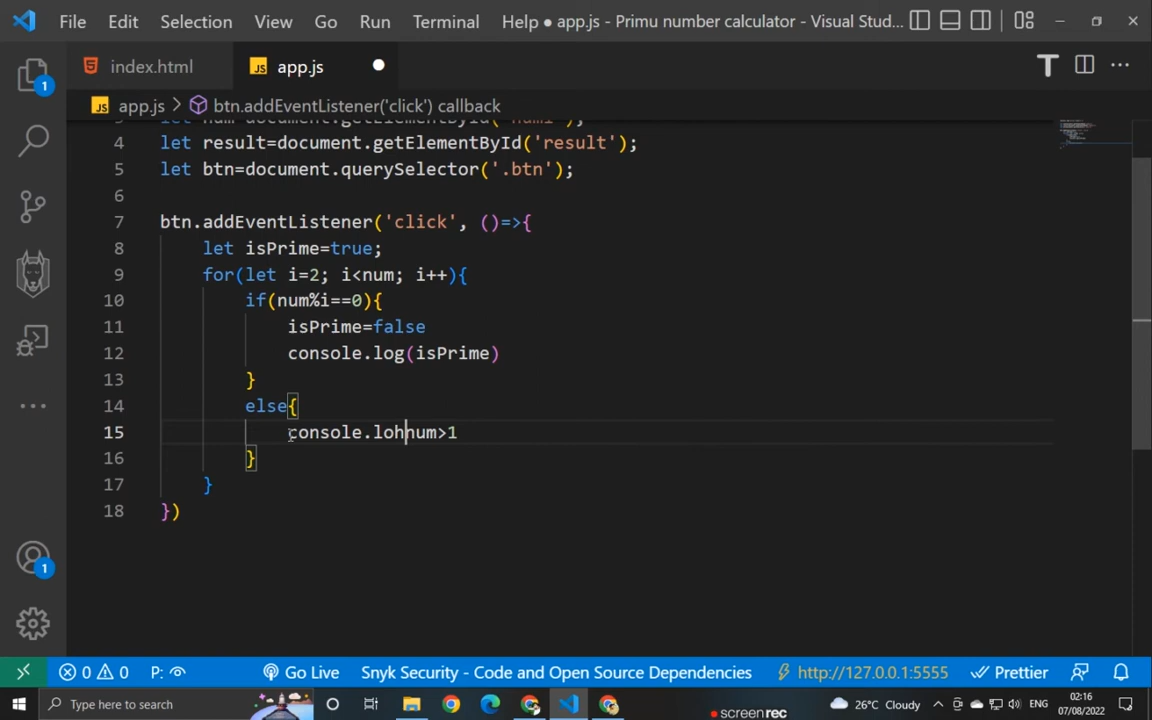 File Edit Selection View Go Run Terminal Help ● app.js - Primu number calculator - Visual Stud...
index.html JS app.js ●
JS app.js > btn.addEventListener('click') callback
4 let result=document.getElementById('result');
5 let btn=document.querySelector('.btn');
6
7 btn.addEventListener('click', ()=>{
8 let isPrime=true;
9 for(let i=2; i<num; i++){
10 if(num%i==0){
11 isPrime=false
12 console.log(isPrime)
13 }
14 else{
15 console.lohnum>1
16 }
17 }
18 })
1
1
0 0 P: Go Live Snyk Security - Code and Open Source Dependencies http://127.0.0.1:5555 Prettier
Type here to search 26°C Cloudy ENG 02:16
07/08/2022
screenrec